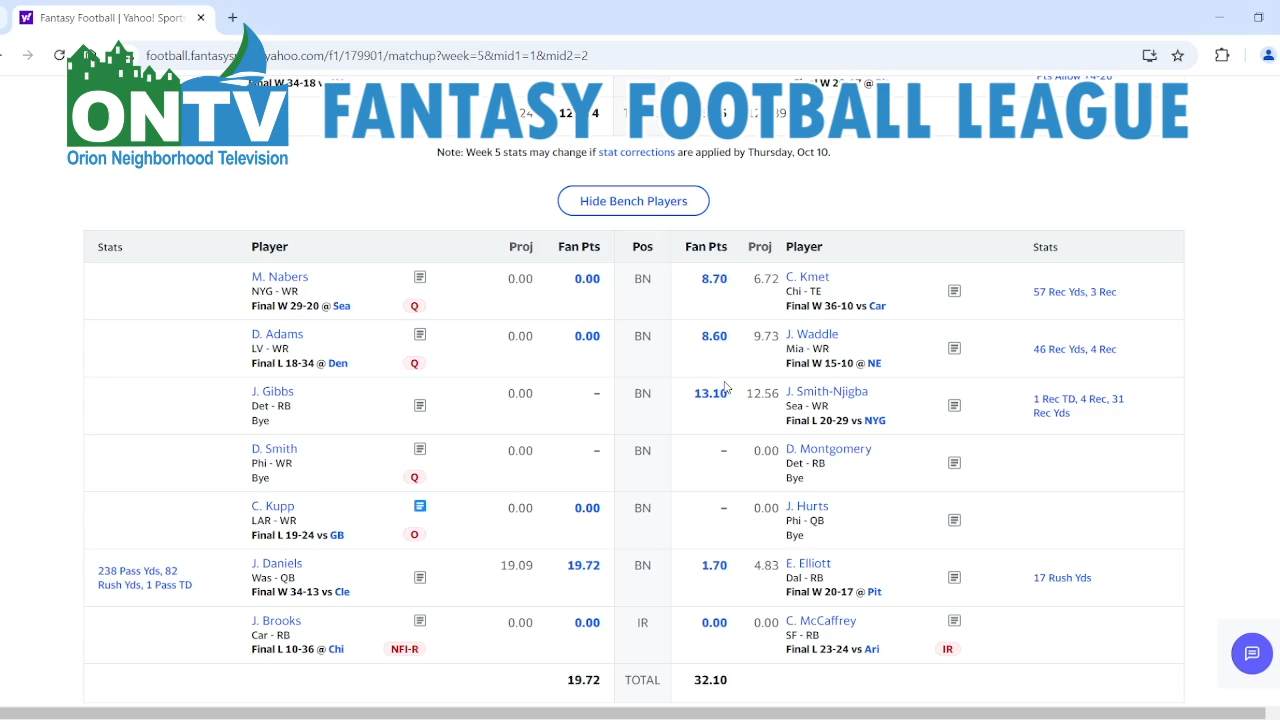 Fantasy Football | Yahoo! Sports
football.fantasys yahoo.com/f1/179901/matchup?week=5&mid1=1&mid2=2
ONTV
Orion Neighborhood Television
FANTASY FOOTBALL LEAGUE
Final W 34-18
Pts Allow 14-20
Note: Week 5 stats may change if stat corrections are applied by Thursday, Oct 10.
Hide Bench Players
Stats Player Proj Fan Pts Pos Fan Pts Proj Player Stats
M. Nabers
NYG - WR
Final W 29-20 @ Sea
Q
0.00 0.00 BN 8.70 6.72
C. Kmet
Chi - TE
Final W 36-10 vs Car
57 Rec Yds, 3 Rec
D. Adams
LV - WR
Final L 18-34 @ Den
Q
0.00 0.00 BN 8.60 9.73
J. Waddle
Mia - WR
Final W 15-10 @ NE
46 Rec Yds, 4 Rec
J. Gibbs
Det - RB
Bye
0.00 – BN 13.10 12.56
J. Smith-Njigba
Sea - WR
Final L 20-29 vs NYG
1 Rec TD, 4 Rec, 31
Rec Yds
D. Smith
Phi - WR
Bye
Q
0.00 – BN – 0.00
D. Montgomery
Det - RB
Bye
C. Kupp
LAR - WR
Final L 19-24 vs GB
O
0.00 0.00 BN – 0.00
J. Hurts
Phi - QB
Bye
238 Pass Yds, 82
Rush Yds, 1 Pass TD
J. Daniels
Was - QB
Final W 34-13 vs Cle
19.09 19.72 BN 1.70 4.83
E. Elliott
Dal - RB
Final W 20-17 @ Pit
17 Rush Yds
J. Brooks
Car - RB
Final L 10-36 @ Chi
NFI-R
0.00 0.00 IR 0.00 0.00
C. McCaffrey
SF - RB
Final L 23-24 vs Ari
IR
19.72 TOTAL 32.10